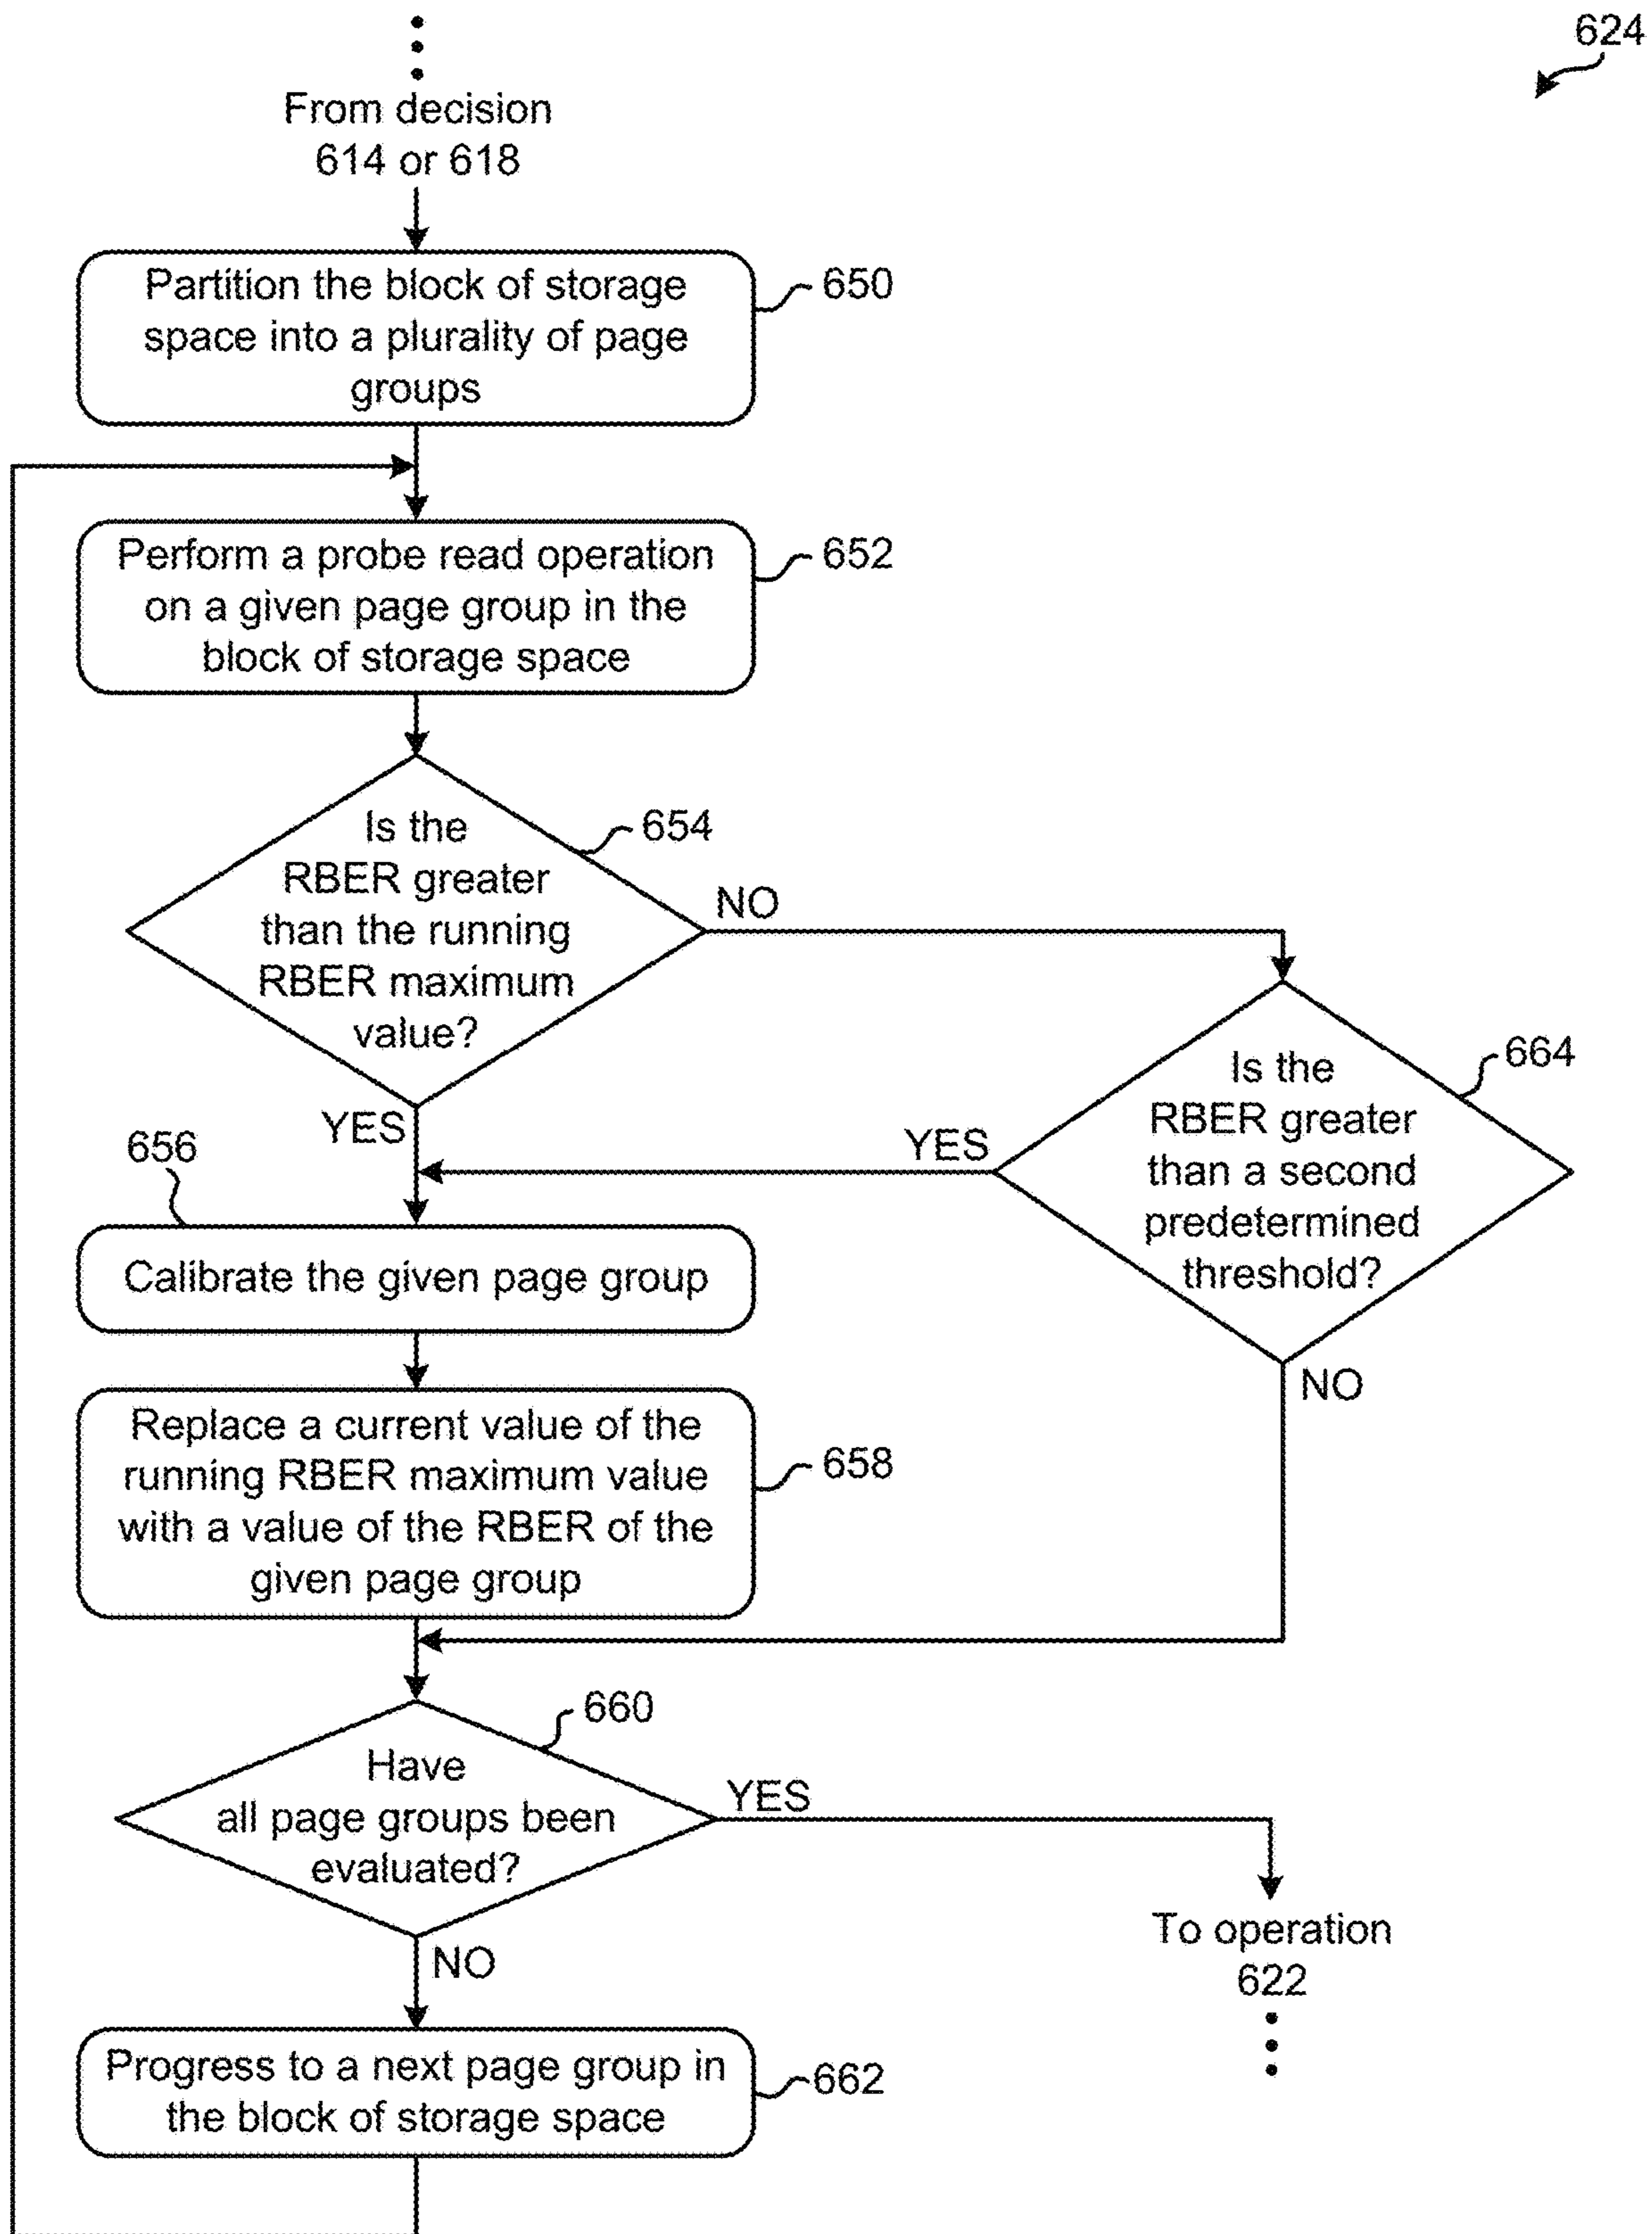 624
From decision
614 or 618
Partition the block of storage
space into a plurality of page
groups
650
Perform a probe read operation
on a given page group in the
block of storage space
652
Is the
RBER greater
than the running
RBER maximum
value?
654
NO
YES
Is the
RBER greater
than a second
predetermined
threshold?
664
YES
NO
656
Calibrate the given page group
Replace a current value of the
running RBER maximum value
with a value of the RBER of the
given page group
658
Have
all page groups been
evaluated?
660
YES
NO
To operation
622
Progress to a next page group in
the block of storage space
662